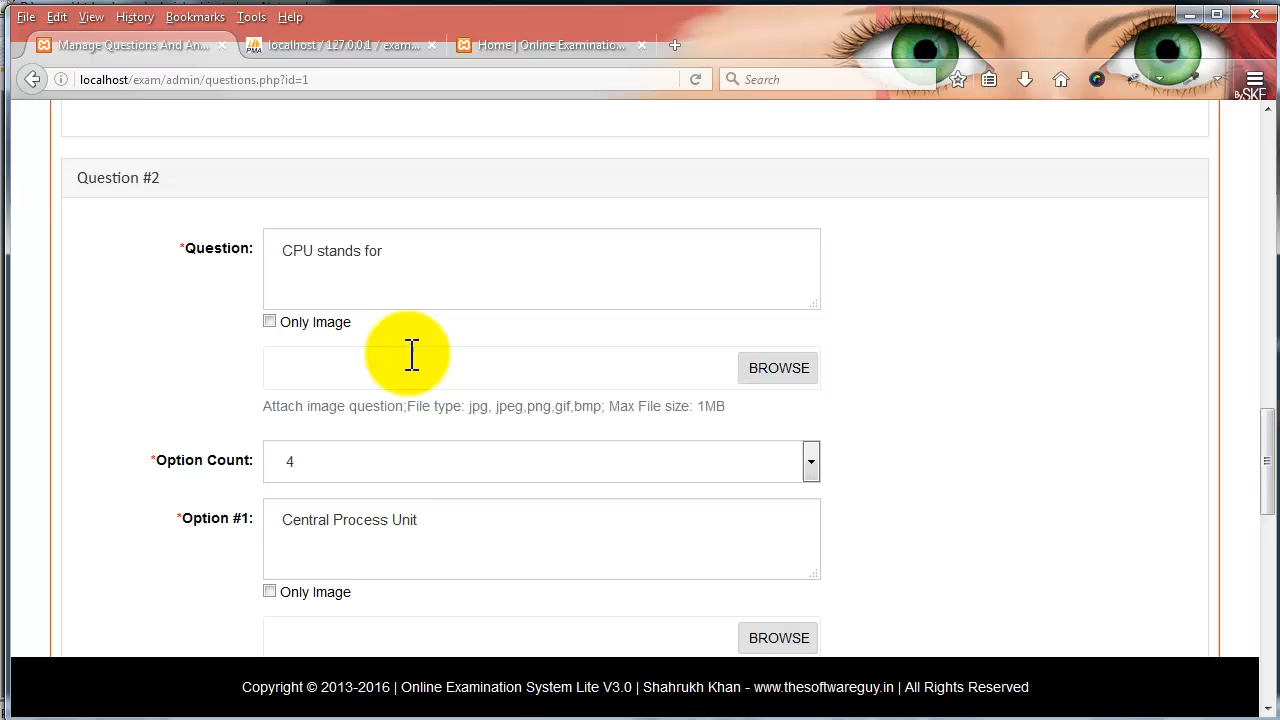 File Edit View History Bookmarks Tools Help
Manage Questions And An... × localhost / 127.0.0.1 / exam... × Home | Online Examinatio... × +
localhost/exam/admin/questions.php?id=1 Search
By SKE
Question #2
*Question: CPU stands for
Only Image
BROWSE
Attach image question;File type: jpg, jpeg,png,gif,bmp; Max File size: 1MB
*Option Count: 4
*Option #1: Central Process Unit
Only Image
BROWSE
Copyright © 2013-2016 | Online Examination System Lite V3.0 | Shahrukh Khan - www.thesoftwareguy.in | All Rights Reserved